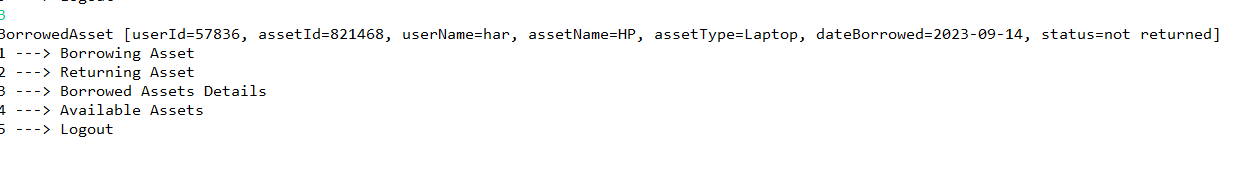 3
BorrowedAsset [userId=57836, assetId=821468, userName=har, assetName=HP, assetType=Laptop, dateBorrowed=2023-09-14, status=not returned]
1 ---> Borrowing Asset
2 ---> Returning Asset
3 ---> Borrowed Assets Details
4 ---> Available Assets
5 ---> Logout